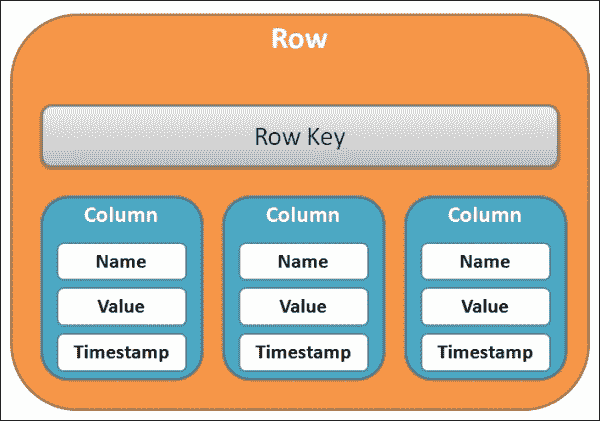 Row
Row Key
Column
Name
Value
Timestamp
Column
Name
Value
Timestamp
Column
Name
Value
Timestamp